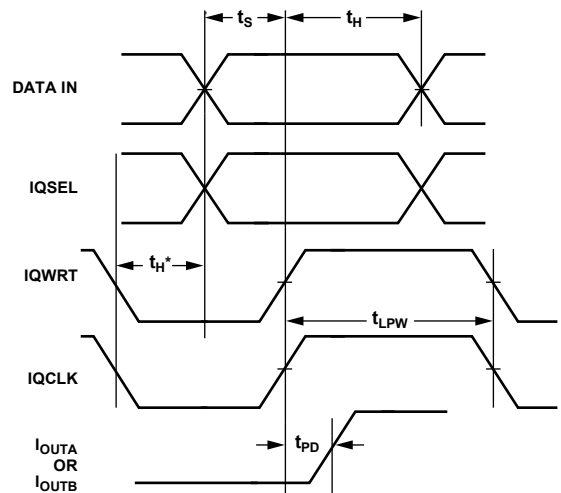 tS
tH
DATA IN
IQSEL
tH*
IQWRT
tLPW
IQCLK
tPD
IOUTA
OR
IOUTB